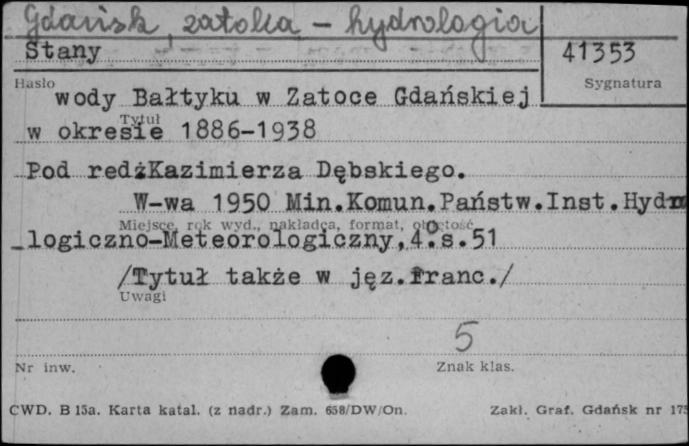 Gdańsk, zatoka – hydrologia
Stany
41353
Hasło
Sygnatura
wody Bałtyku w Zatoce Gdańskiej
Tytuł
w okresie 1886-1938
Pod redżKazimierza Dębskiego.
W-wa 1950 Min.Komun.Państw.Inst.Hydro
Miejsce, rok wyd., nakładca, format, objętość
logiczno-Meteorologiczny,4°.s.51
/Tytuł także w jęz.franc./
Uwagi
5
Nr inw.
Znak klas.
CWD. B 15a. Karta katal. (z nadr.) Zam. 658/DW/On.
Zakł. Graf. Gdańsk nr 175